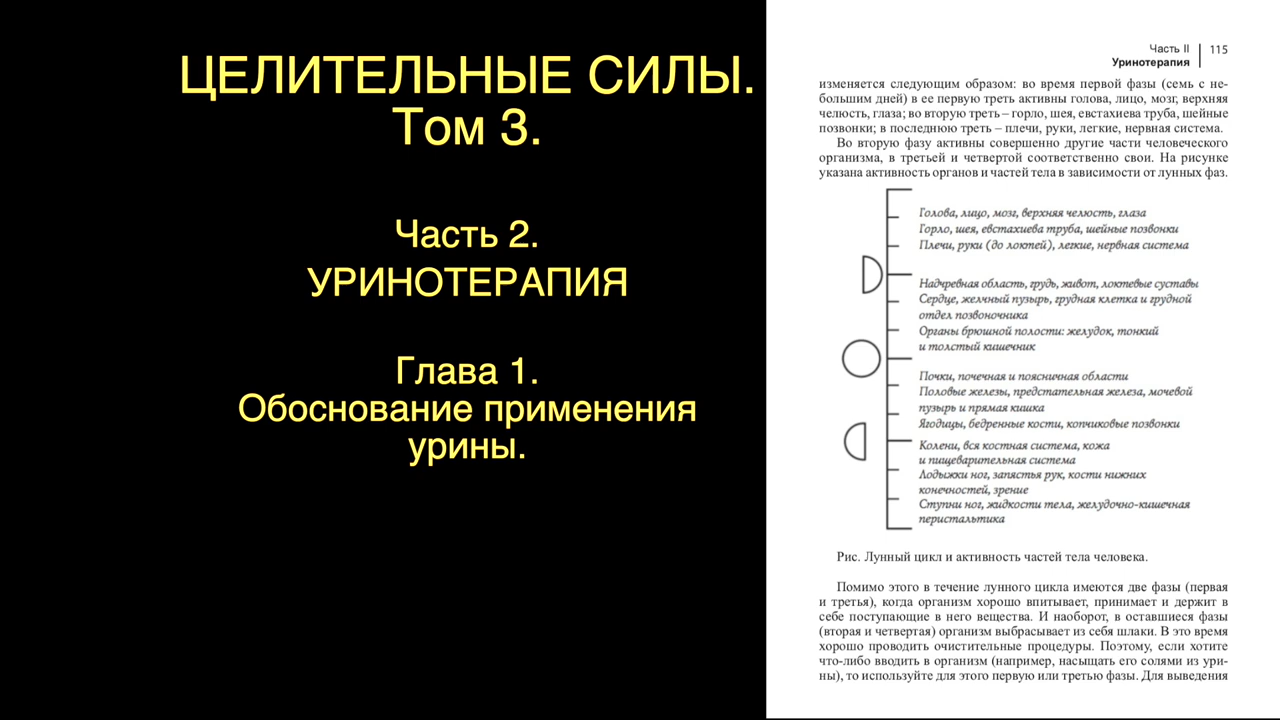 ЦЕЛИТЕЛЬНЫЕ СИЛЫ.
Том 3.
Часть 2.
УРИНОТЕРАПИЯ
Глава 1.
Обоснование применения
урины.
Часть II
115
Уринотерапия
изменяется следующим образом: во время первой фазы (семь с не-
большим дней) в ее первую треть активны голова, лицо, мозг, верхняя
челюсть, глаза; во вторую треть – горло, шея, евстахиева труба, шейные
позвонки; в последнюю треть – плечи, руки, легкие, нервная система.
Во вторую фазу активны совершенно другие части человеческого
организма, в третьей и четвертой соответственно свои. На рисунке
указана активность органов и частей тела в зависимости от лунных фаз.
Голова, лицо, мозг, верхняя челюсть, глаза
Горло, шея, евстахиева труба, шейные позвонки
Плечи, руки (до локтей), легкие, нервная система
Надчревная область, грудь, живот, локтевые суставы
Сердце, желчный пузырь, грудная клетка и грудной
отдел позвоночника
Органы брюшной полости: желудок, тонкий
и толстый кишечник
Почки, почечная и поясничная области
Половые железы, предстательная железа, мочевой
пузырь и прямая кишка
Ягодицы, бедренные кости, копчиковые позвонки
Колени, вся костная система, кожа
и пищеварительная система
Лодыжки ног, запястья рук, кости нижних
конечностей, зрение
Ступни ног, жидкости тела, желудочно-кишечная
перистальтика
Рис. Лунный цикл и активность частей тела человека.
Помимо этого в течение лунного цикла имеются две фазы (первая
и третья), когда организм хорошо впитывает, принимает и держит в
себе поступающие в него вещества. И наоборот, в оставшиеся фазы
(вторая и четвертая) организм выбрасывает из себя шлаки. В это время
хорошо проводить очистительные процедуры. Поэтому, если хотите
что-либо вводить в организм (например, насыщать его солями из ури-
ны), то используйте для этого первую или третью фазы. Для выведения